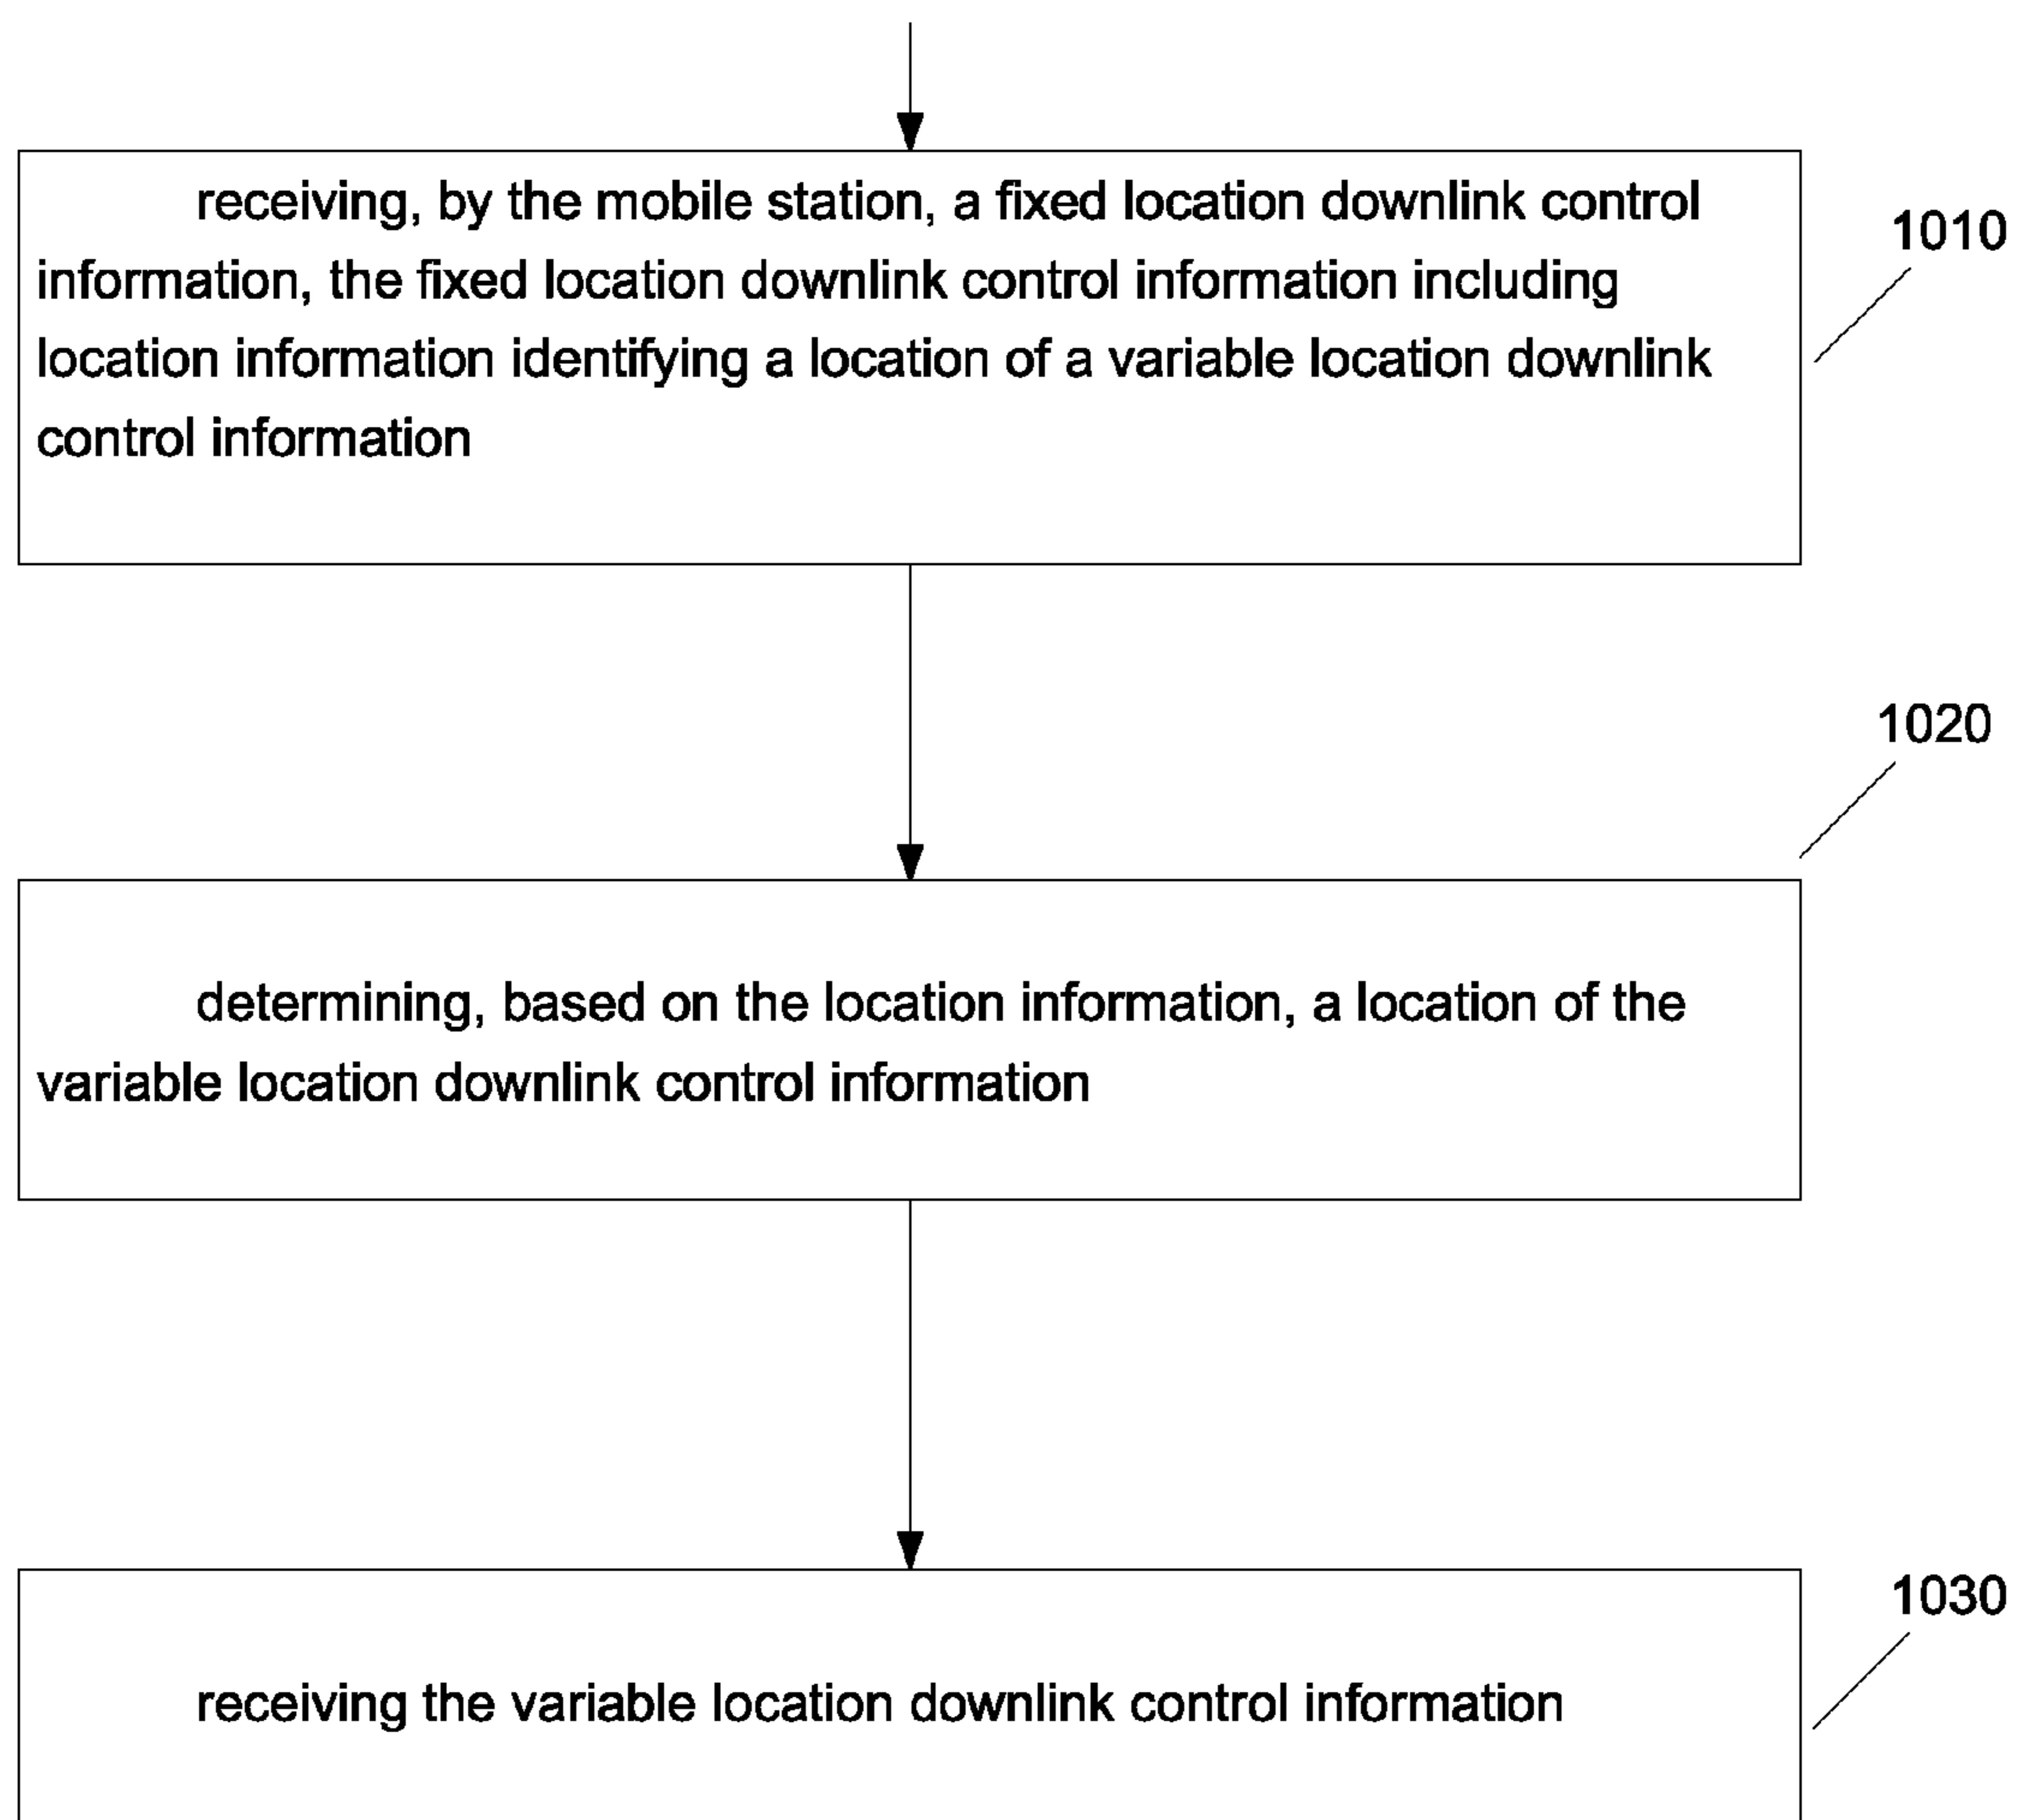 receiving, by the mobile station, a fixed location downlink control
information, the fixed location downlink control information including
location information identifying a location of a variable location downlink
control information
1010
1020
determining, based on the location information, a location of the
variable location downlink control information
1030
receiving the variable location downlink control information